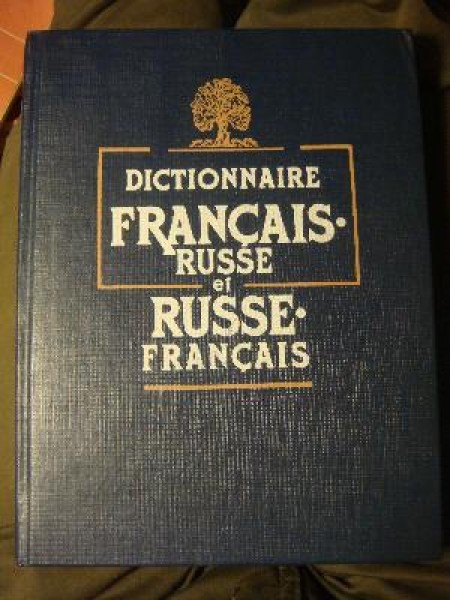 DICTIONNAIRE
FRANÇAIS·
RUSSE
et
RUSSE·
FRANÇAIS